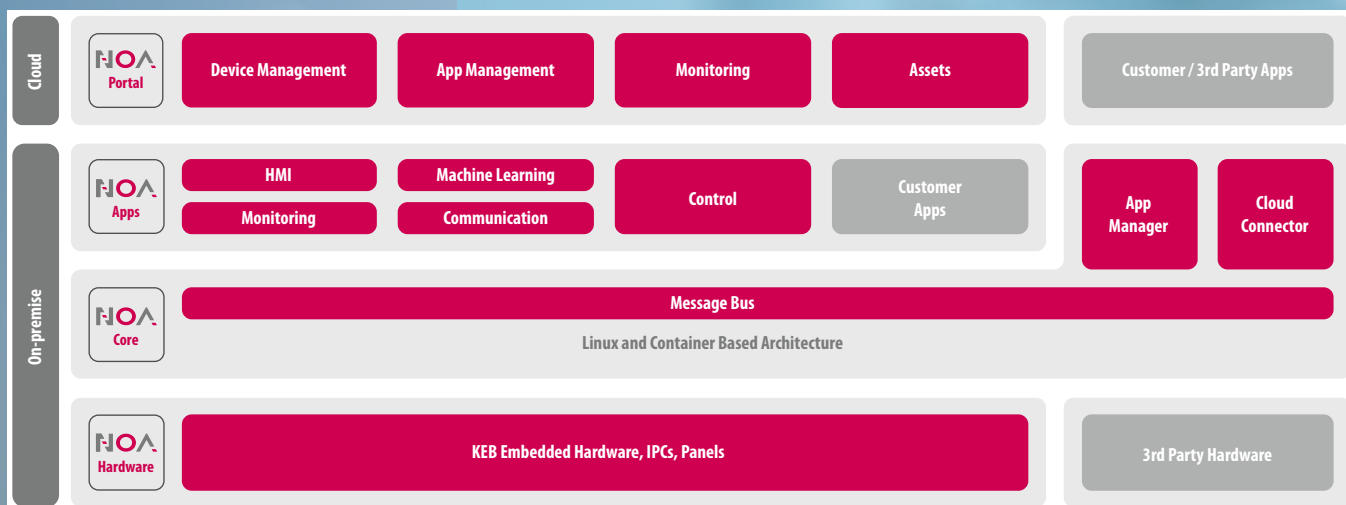 Cloud
NOA
Portal
Device Management
App Management
Monitoring
Assets
Customer / 3rd Party Apps
On-premise
NOA
Apps
HMI
Monitoring
Machine Learning
Communication
Control
Customer
Apps
App
Manager
Cloud
Connector
NOA
Core
Message Bus
Linux and Container Based Architecture
NOA
Hardware
KEB Embedded Hardware, IPCs, Panels
3rd Party Hardware